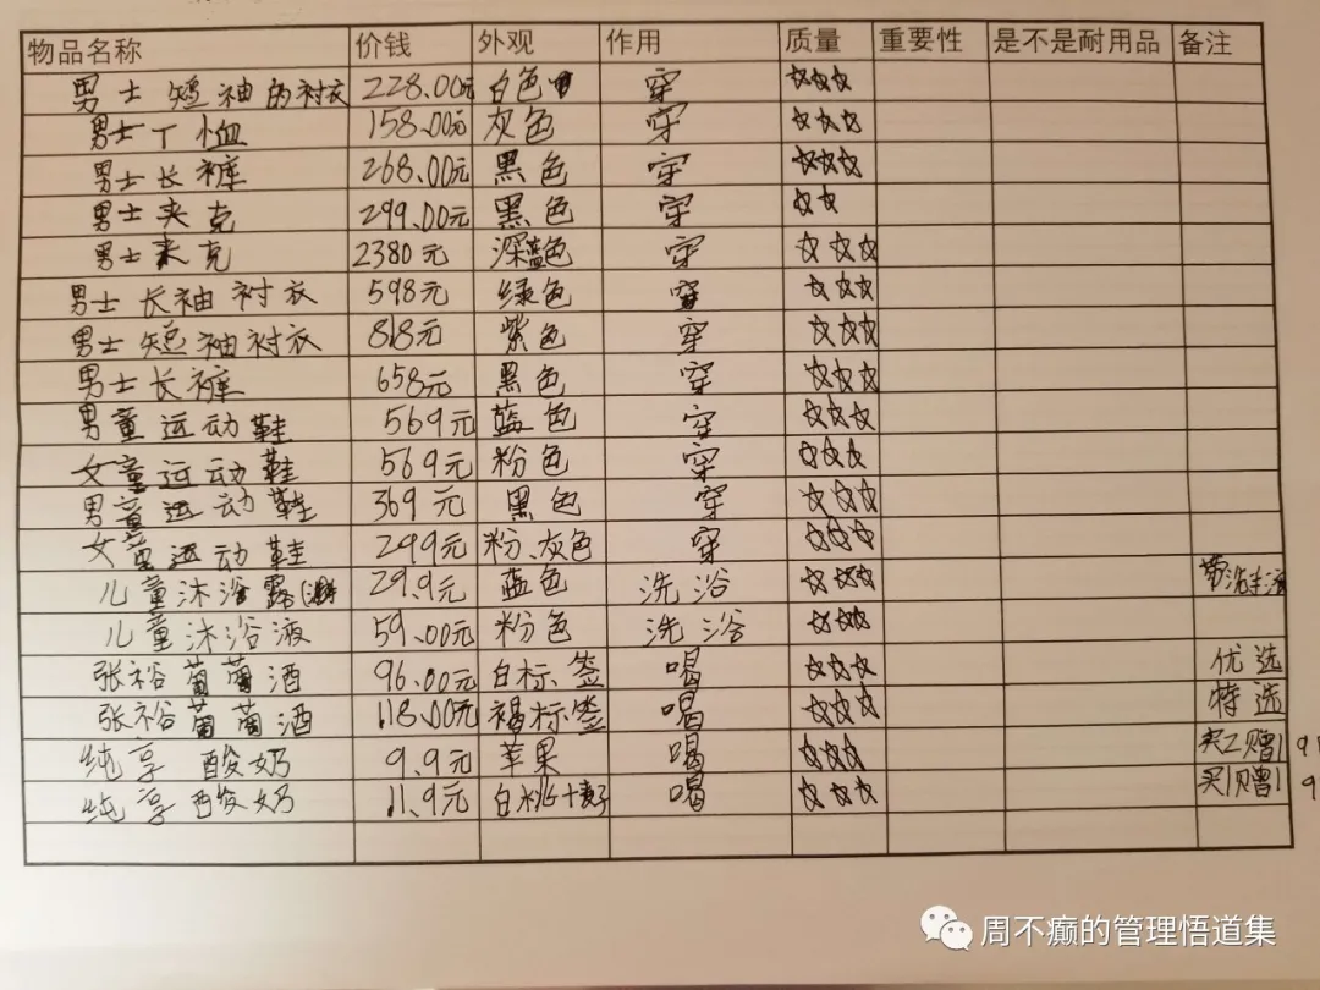 物品名称 价钱 外观 作用 质量 重要性 是不是耐用品 备注
男士短袖的衬衣 228.00元 白色 穿 ☆☆☆
男士T恤 158.00元 灰色 穿 ☆☆☆
男士长裤 268.00元 黑色 穿 ☆☆☆
男士夹克 299.00元 黑色 穿 ☆☆
男士夹克 2380元 深蓝色 穿 ☆☆☆
男士长袖衬衣 598元 绿色 穿 ☆☆☆
男士短袖衬衣 818元 紫色 穿 ☆☆☆
男士长裤 658元 黑色 穿 ☆☆☆
男童运动鞋 569元 蓝色 穿 ☆☆☆
女童运动鞋 569元 粉色 穿 ☆☆☆
男童运动鞋 369元 黑色 穿 ☆☆☆
女童运动鞋 299元 粉、灰色 穿 ☆☆☆
儿童沐浴露 29.9元 蓝色 洗浴 ☆☆☆ 带洗手液
儿童沐浴液 59.00元 粉色 洗浴 ☆☆☆
张裕葡萄酒 96.00元 白标签 喝 ☆☆☆ 优选
张裕葡萄酒 118.00元 褐标签 喝 ☆☆☆ 特选
纯享酸奶 9.9元 苹果 喝 ☆☆☆ 买2赠1
纯享酸奶 11.9元 白桃+ 喝 ☆☆☆ 买1赠1
周不癫的管理悟道集